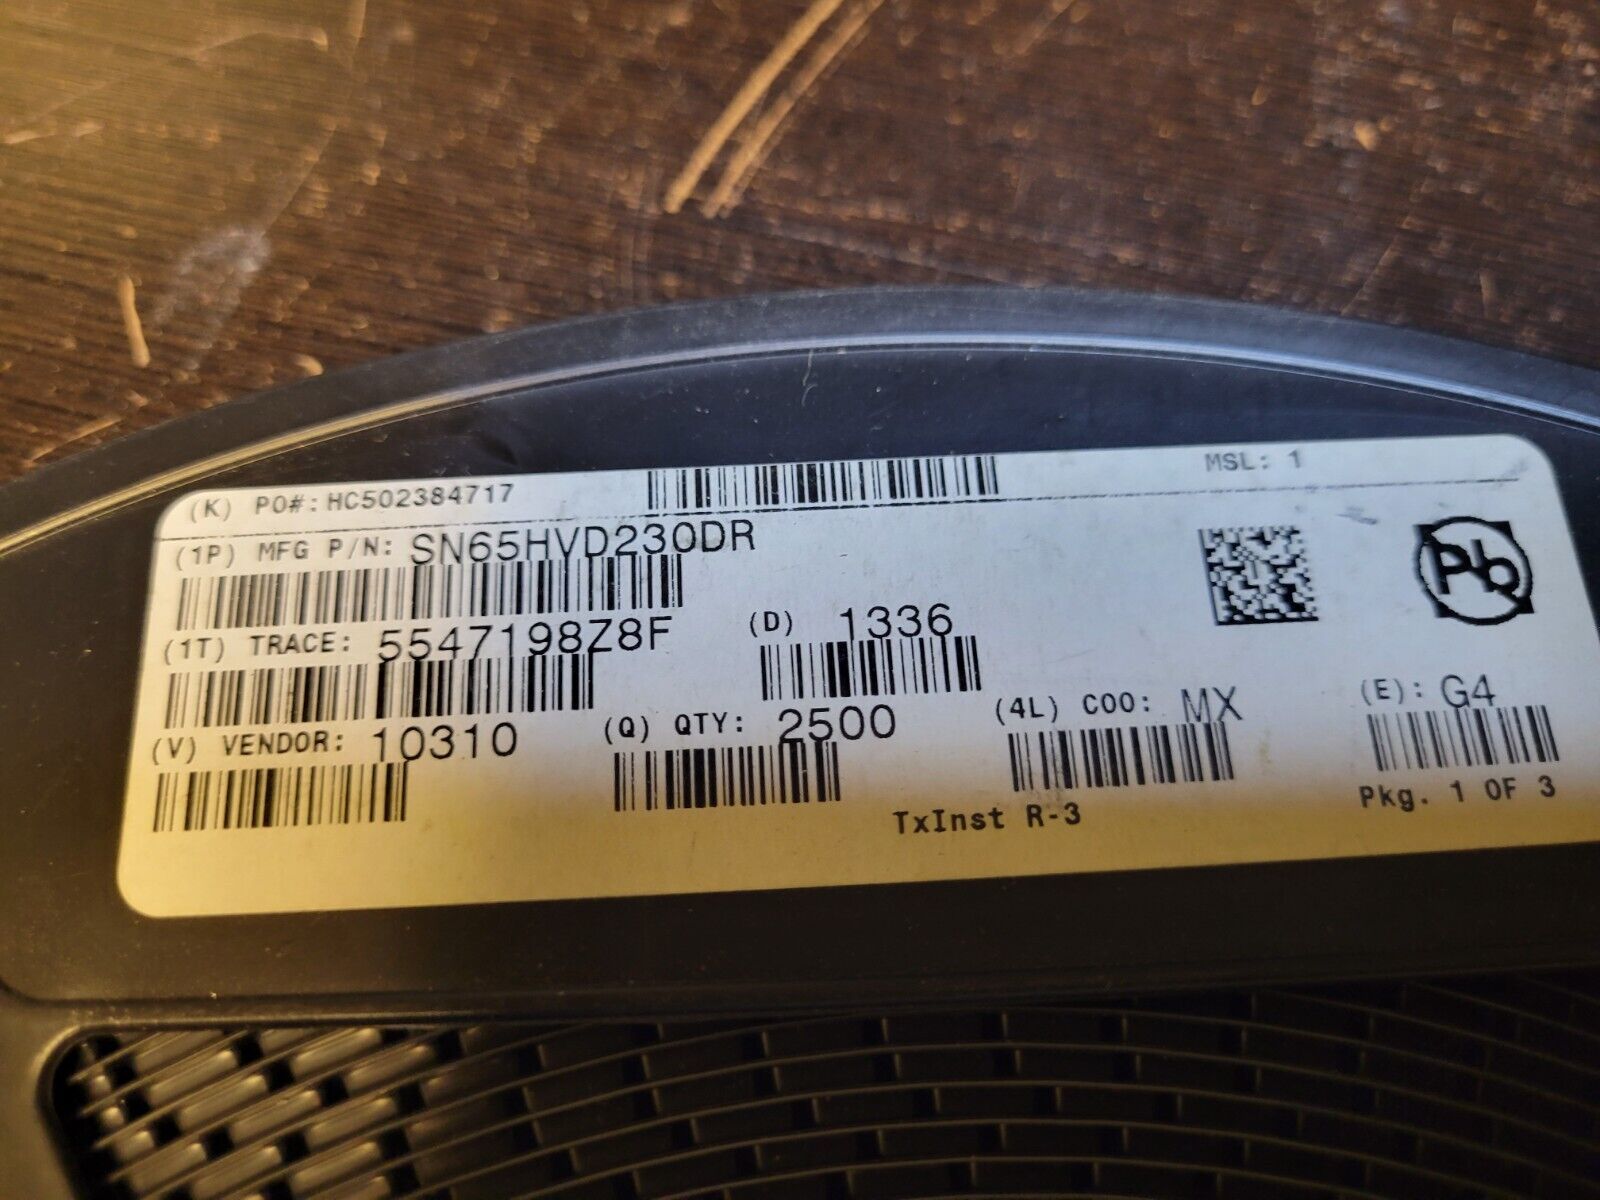 (K) PO#: HC502384717
MSL: 1
(1P) MFG P/N: SN65HVD230DR
Pb
(1T) TRACE: 5547198Z8F (D) 1336
(V) VENDOR: 10310 (Q) QTY: 2500 (4L) COO: MX (E): G4
TxInst R-3
Pkg. 1 OF 3